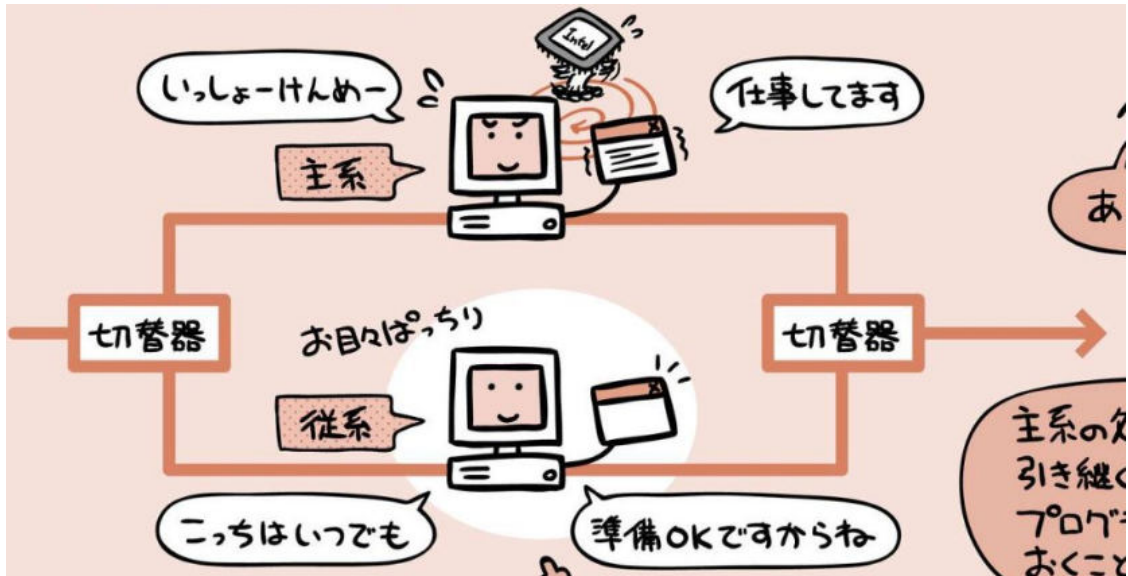 Intel
いっしょーけんめー
仕事してます
主系
あ
切替器
切替器
お目々ぱっちり
従系
主系の
引き継く
プログ
おくこと
こっちはいつでも
準備OKですからね